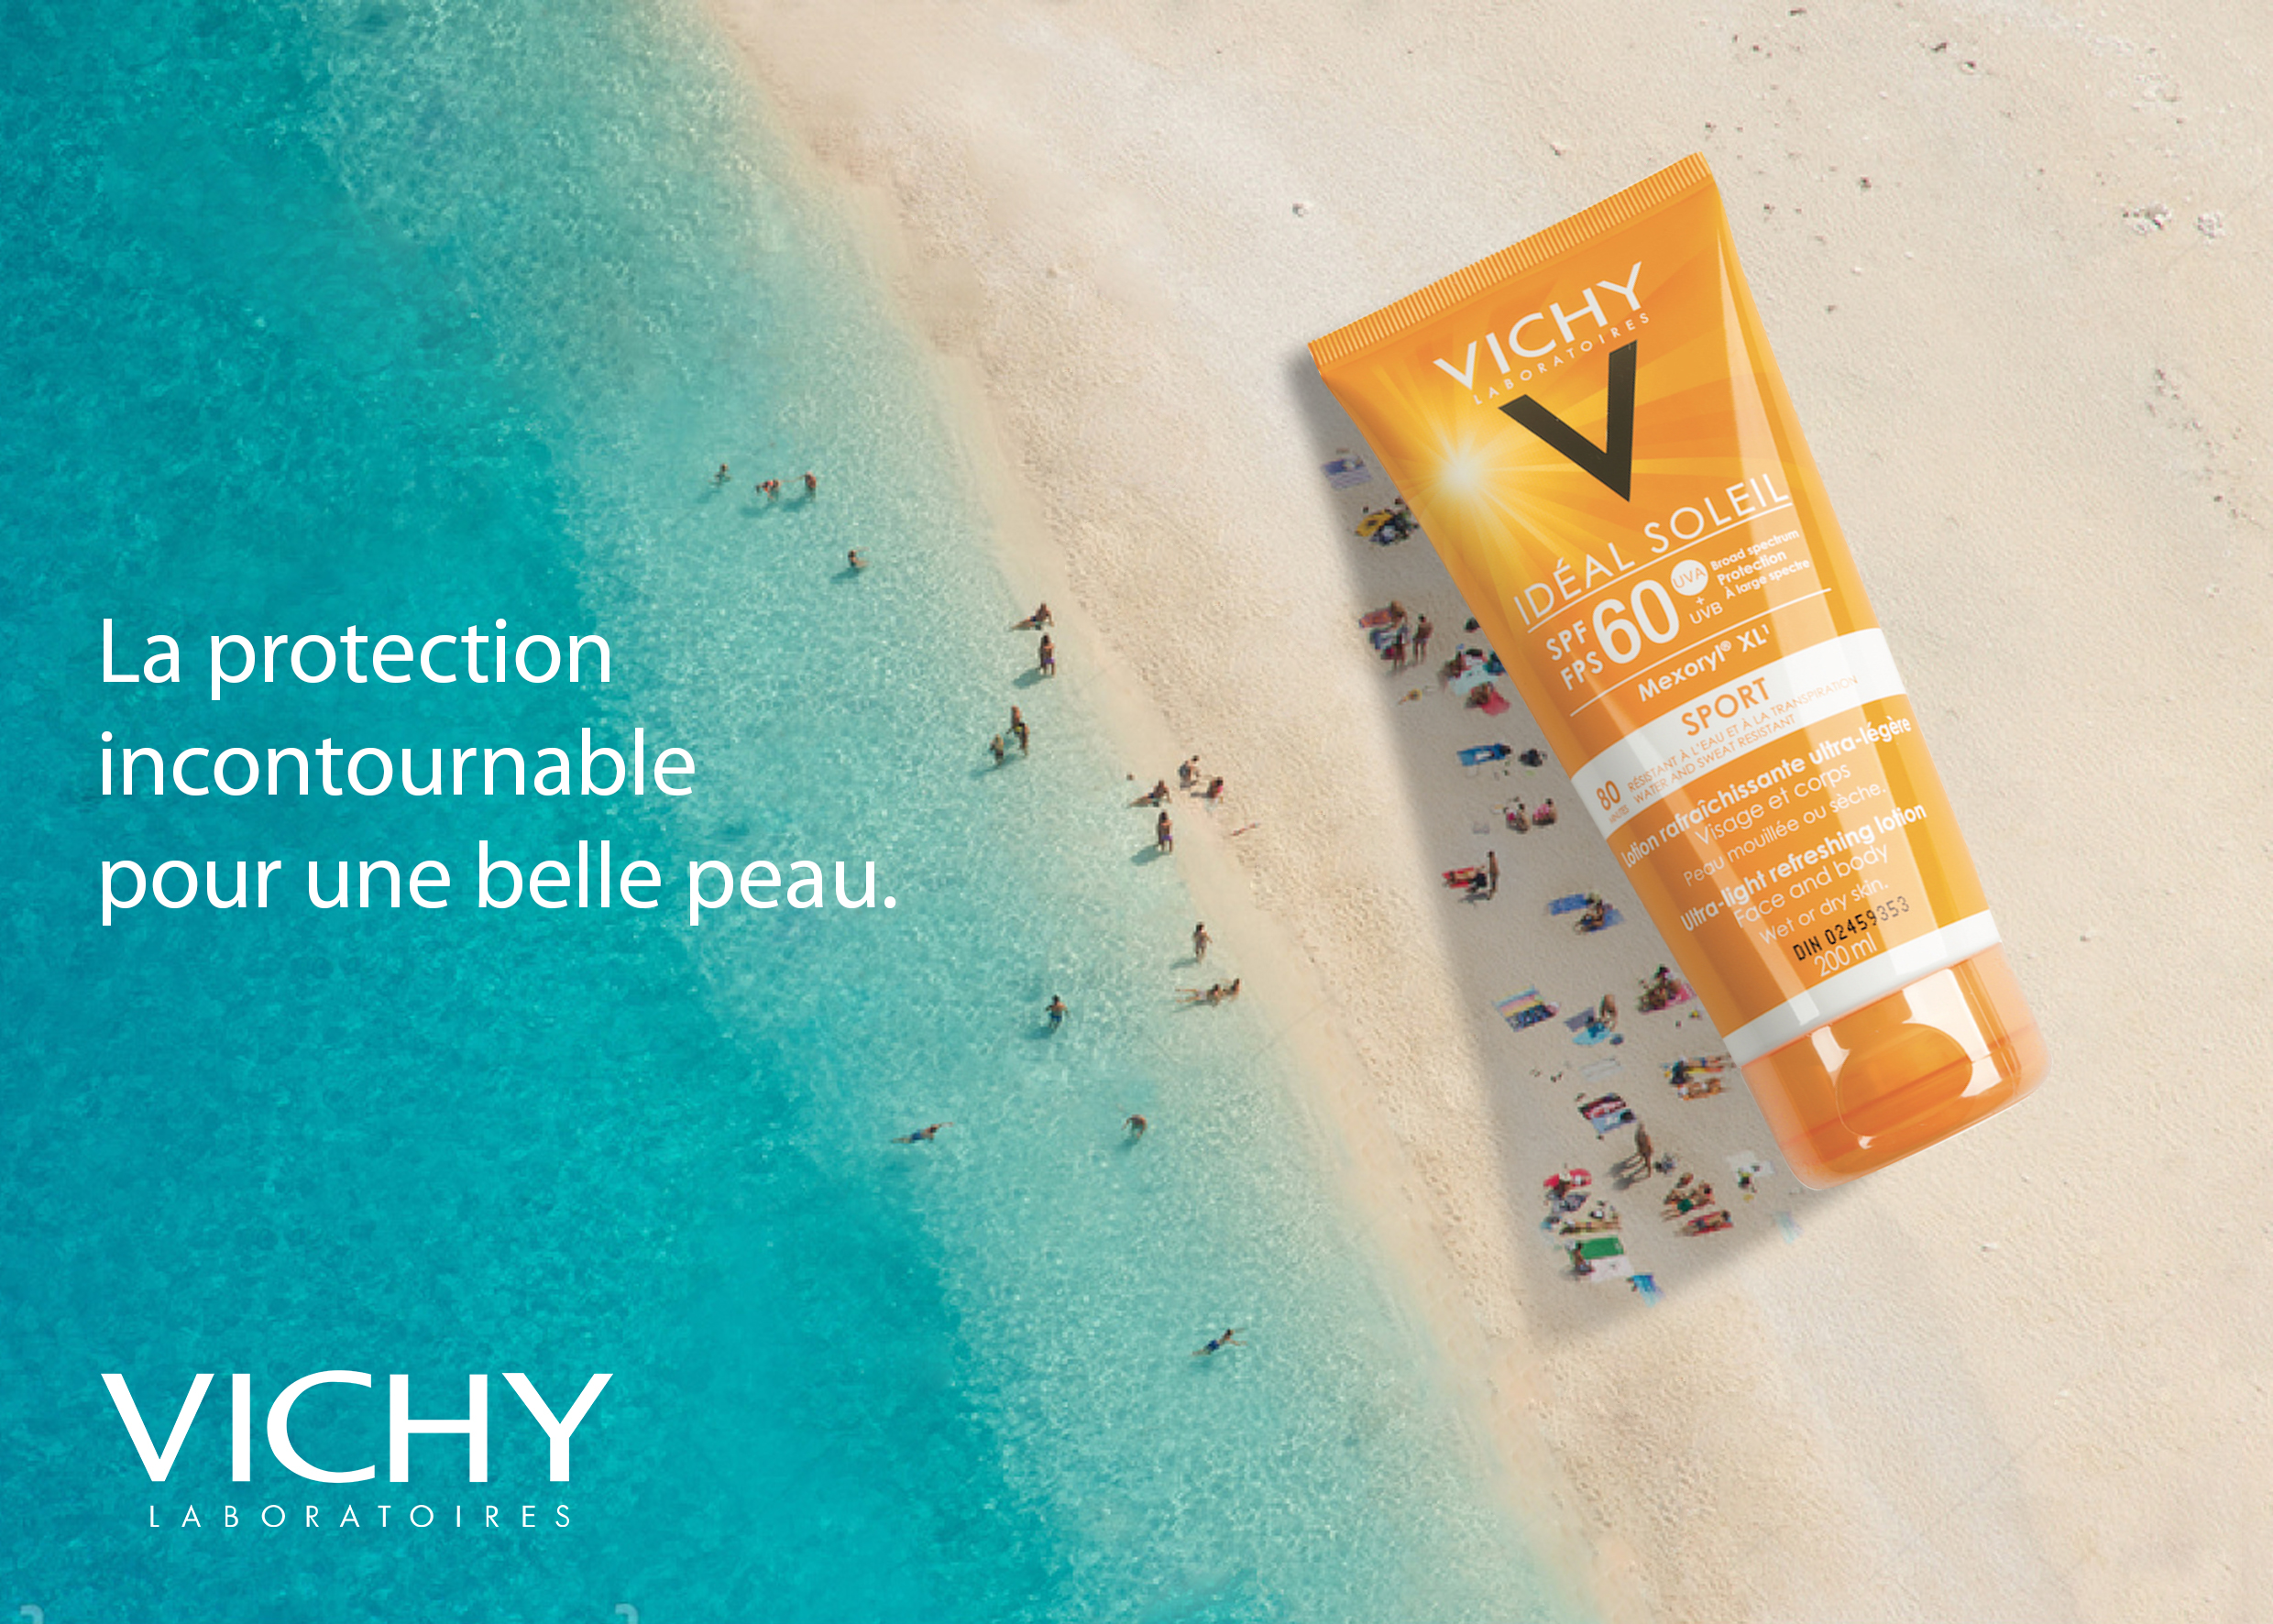 La protection
incontournable
pour une belle peau.
VICHY
LABORATOIRES
VICHY
LABORATOIRES
V
IDÉAL SOLEIL
SPF
FPS
60
UVA
+
UVB
Broad spectrum
Protection
À large spectre
Mexoryl® XL¹
SPORT
80
RÉSISTANT À L'EAU ET À LA TRANSPIRATION
WATER AND SWEAT RESISTANT
Lotion rafraîchissante ultra-légère
Visage et corps
Peau mouillée ou sèche.
Ultra-light refreshing lotion
Face and body
Wet or dry skin.
DIN 02459353
200 ml